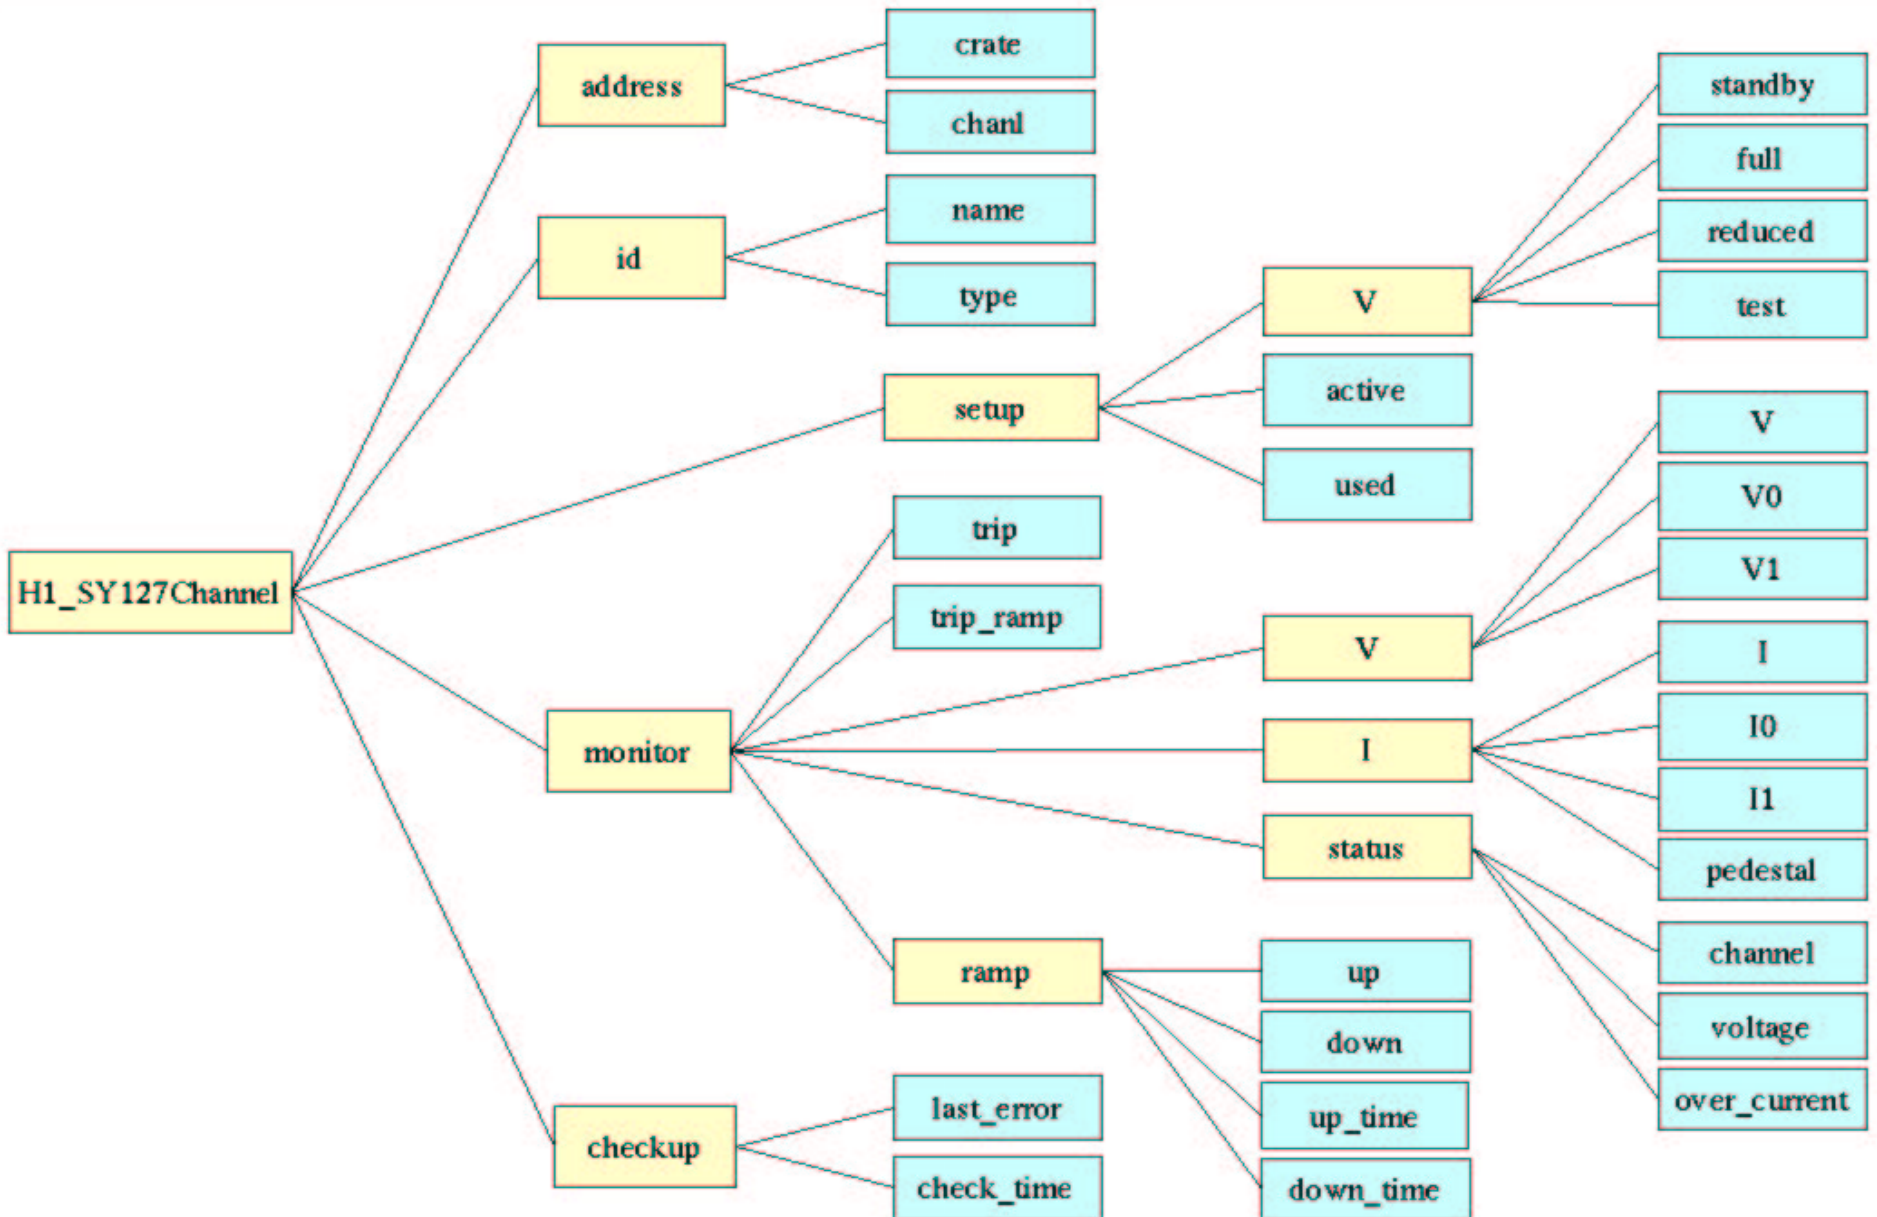 H1_SY127Channel
address
crate
chanl
id
name
type
setup
V
standby
full
reduced
test
active
used
monitor
trip
trip_ramp
V
V
V0
V1
I
I
I0
I1
pedestal
status
channel
voltage
over_current
ramp
up
down
up_time
down_time
checkup
last_error
check_time